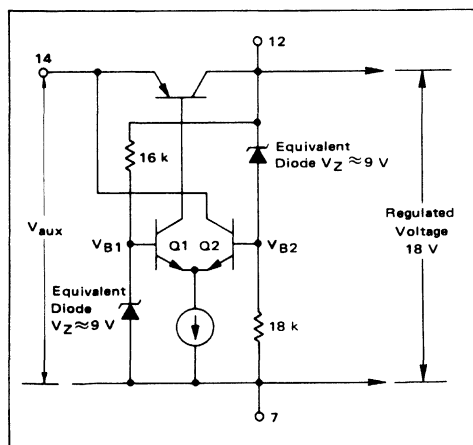 12
14
Equivalent
Diode VZ ≈ 9 V
16 k
Vaux
Regulated
Voltage
18 V
VB1
Q1
Q2
VB2
Equivalent
Diode
VZ ≈ 9 V
18 k
7